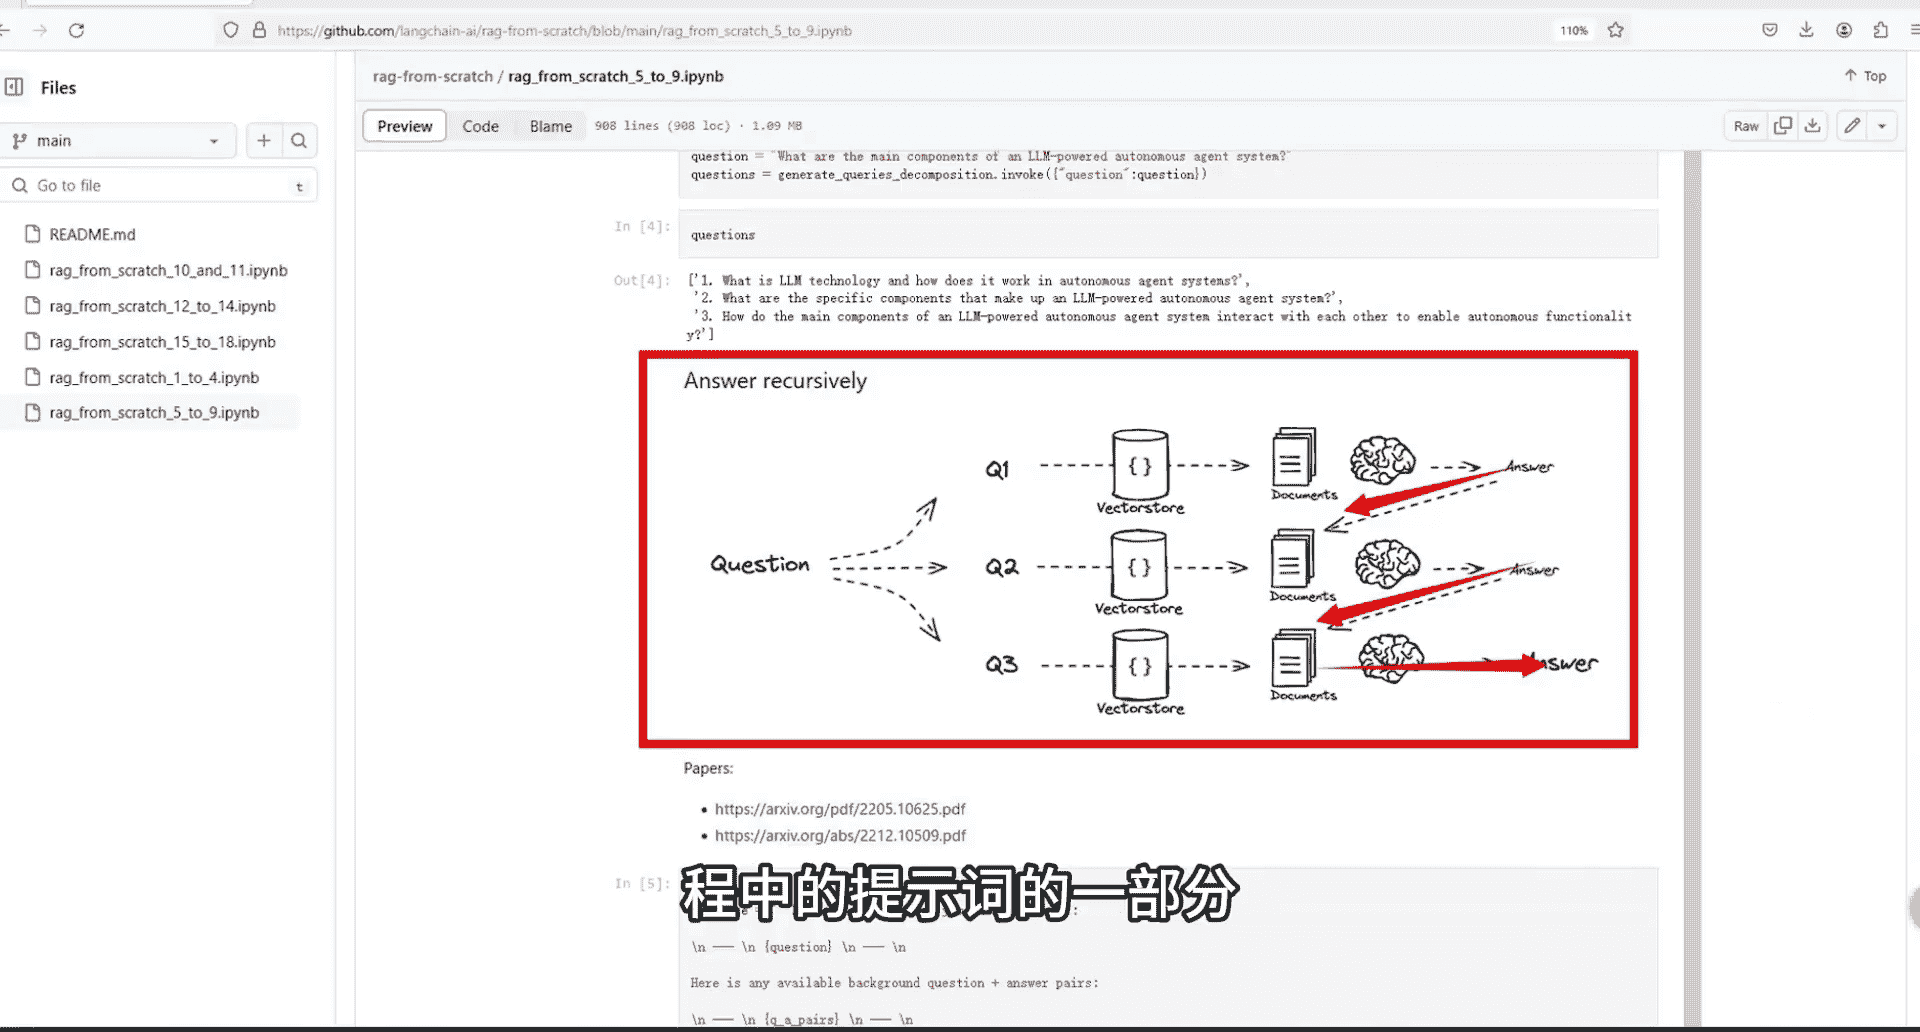 https://github.com/langchain-ai/rag-from-scratch/blob/main/rag_from_scratch_5_to_9.ipynb
110%
Files
main
Go to file
t
README.md
rag_from_scratch_10_and_11.ipynb
rag_from_scratch_12_to_14.ipynb
rag_from_scratch_15_to_18.ipynb
rag_from_scratch_1_to_4.ipynb
rag_from_scratch_5_to_9.ipynb
rag-from-scratch / rag_from_scratch_5_to_9.ipynb
Top
Preview
Code
Blame
908 lines (908 loc) · 1.09 MB
Raw
question = "What are the main components of an LLM-powered autonomous agent system?"
questions = generate_queries_decomposition.invoke({"question":question})
In [4]:
questions
Out[4]:
['1. What is LLM technology and how does it work in autonomous agent systems?',
'2. What are the specific components that make up an LLM-powered autonomous agent system?',
'3. How do the main components of an LLM-powered autonomous agent system interact with each other to enable autonomous functionalit
y?']
Answer recursively
Question
Q1
{}
Vectorstore
Documents
Answer
Q2
{}
Vectorstore
Documents
Answer
Q3
{}
Vectorstore
Documents
Answer
Papers:
• https://arxiv.org/pdf/2205.10625.pdf
• https://arxiv.org/abs/2212.10509.pdf
In [5]:
程中的提示词的一部分
\n --- \n {question} \n --- \n
Here is any available background question + answer pairs:
\n --- \n {q_a_pairs} \n --- \n